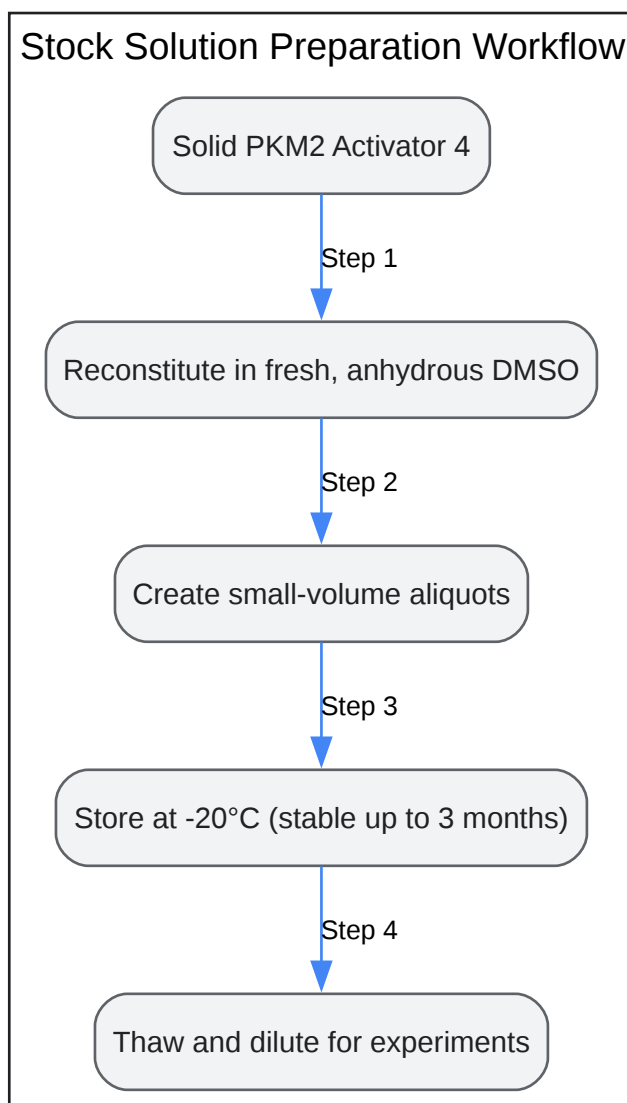 Stock Solution Preparation Workflow
Solid PKM2 Activator 4
Step 1
Reconstitute in fresh, anhydrous DMSO
Step 2
Create small-volume aliquots
Step 3
Store at -20°C (stable up to 3 months)
Step 4
Thaw and dilute for experiments